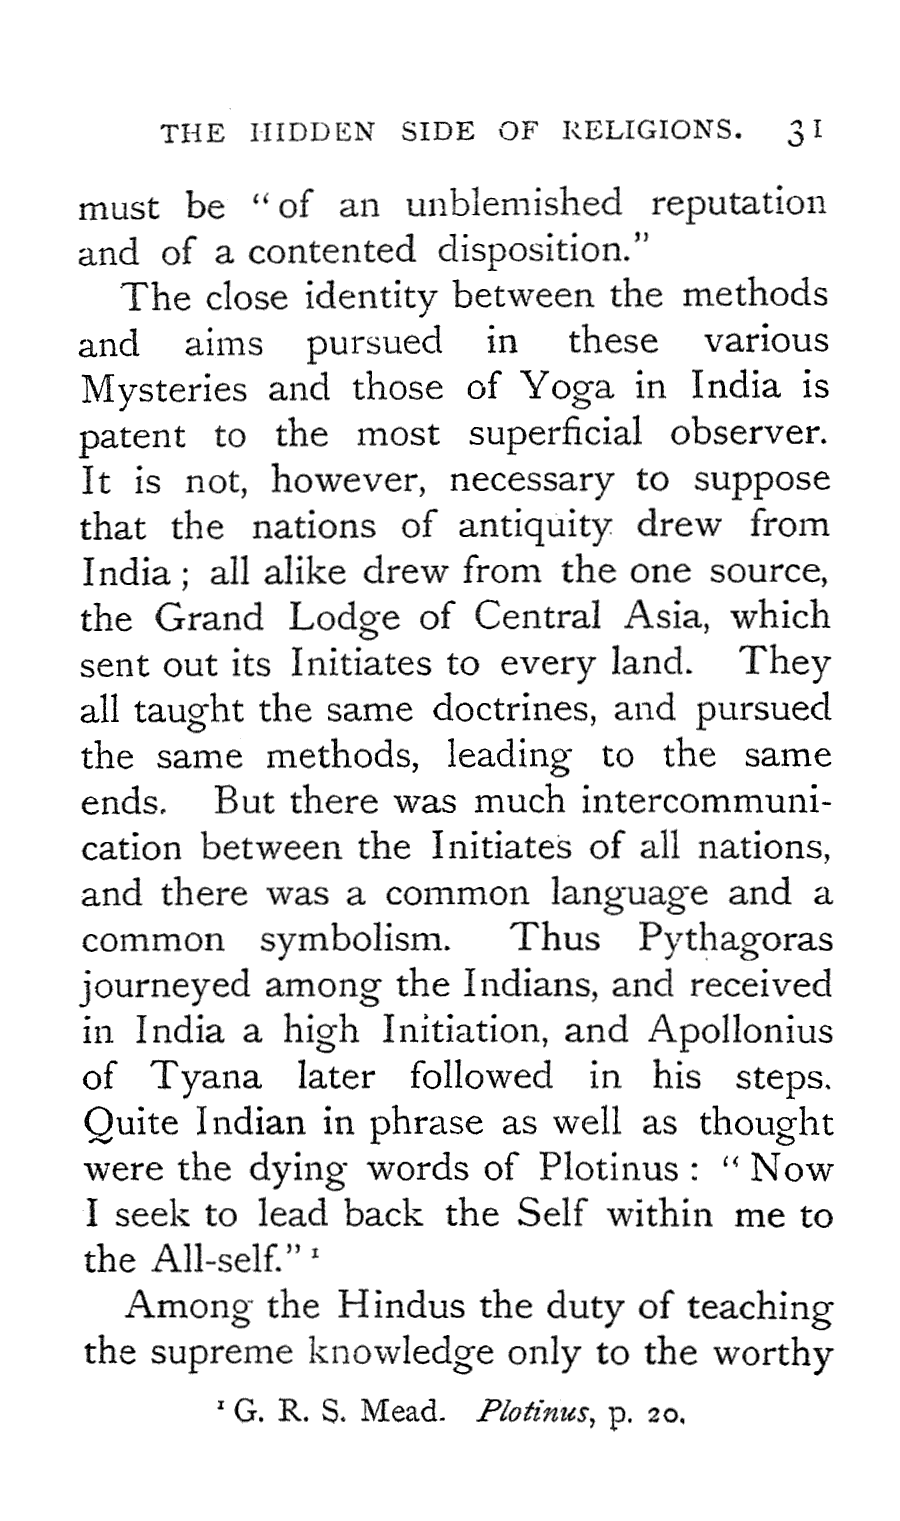 THE HIDDEN SIDE OF RELIGIONS. 31
must be “of an unblemished reputation
and of a contented disposition.”
The close identity between the methods
and aims pursued in these various
Mysteries and those of Yoga in India is
patent to the most superficial observer.
It is not, however, necessary to suppose
that the nations of antiquity drew from
India; all alike drew from the one source,
the Grand Lodge of Central Asia, which
sent out its Initiates to every land. They
all taught the same doctrines, and pursued
the same methods, leading to the same
ends. But there was much intercommuni-
cation between the Initiates of all nations,
and there was a common language and a
common symbolism. Thus Pythagoras
journeyed among the Indians, and received
in India a high Initiation, and Apollonius
of Tyana later followed in his steps.
Quite Indian in phrase as well as thought
were the dying words of Plotinus: “Now
I seek to lead back the Self within me to
the All-self.” ¹
Among the Hindus the duty of teaching
the supreme knowledge only to the worthy
¹ G. R. S. Mead. Plotinus, p. 20.